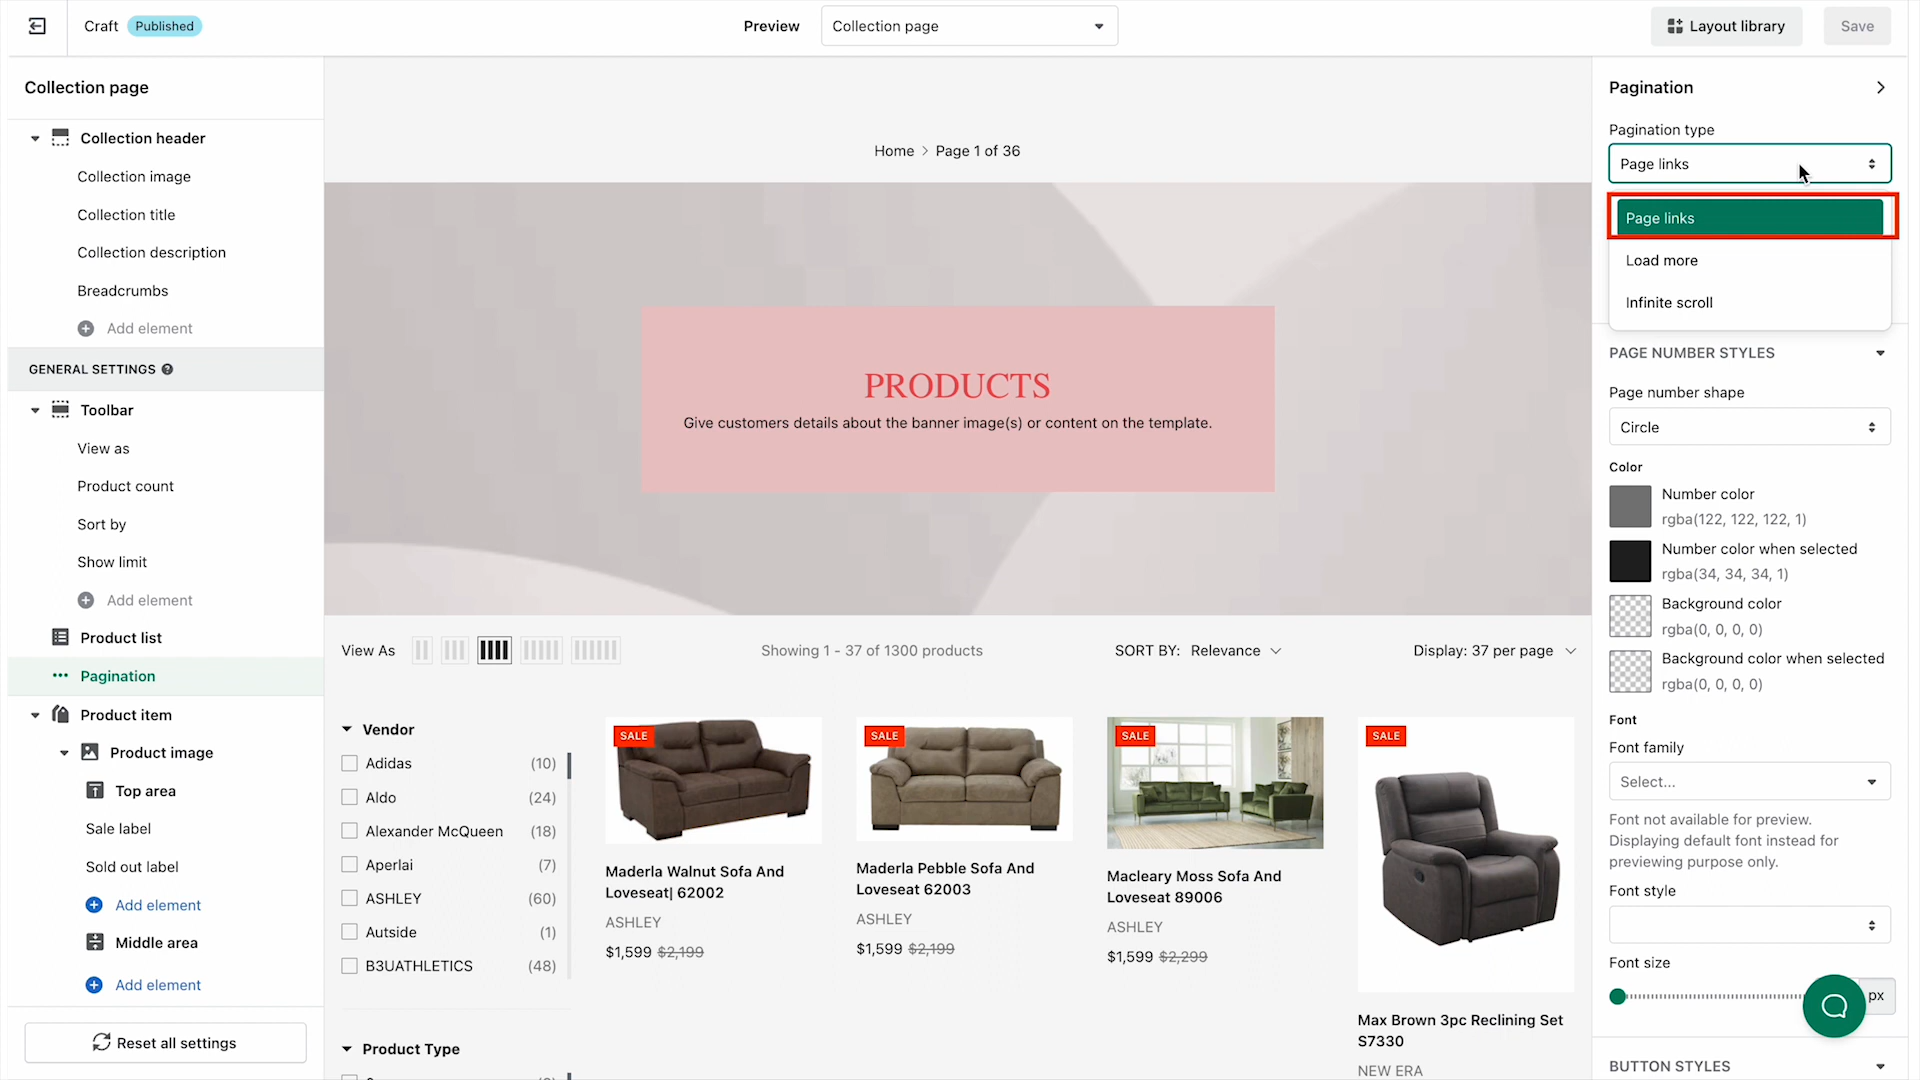 Craft
Published
Preview
Collection page
Layout library
Save
Collection page
Collection header
Collection image
Collection title
Collection description
Breadcrumbs
Add element
GENERAL SETTINGS
Toolbar
View as
Product count
Sort by
Show limit
Add element
Product list
Pagination
Product item
Product image
Top area
Sale label
Sold out label
Add element
Middle area
Add element
Reset all settings
Home > Page 1 of 36
PRODUCTS
Give customers details about the banner image(s) or content on the template.
View As
Showing 1 - 37 of 1300 products
SORT BY: Relevance
Display: 37 per page
Vendor
Adidas (10)
Aldo (24)
Alexander McQueen (18)
Aperlai (7)
ASHLEY (60)
Autside (1)
B3UATHLETICS (48)
Product Type
SALE
Maderla Walnut Sofa And
Loveseat| 62002
ASHLEY
$1,599 $2,199
SALE
Maderla Pebble Sofa And
Loveseat 62003
ASHLEY
$1,599 $2,199
SALE
Macleary Moss Sofa And
Loveseat 89006
ASHLEY
$1,599 $2,299
SALE
Max Brown 3pc Reclining Set
S7330
NEW ERA
Pagination
Pagination type
Page links
Page links
Load more
Infinite scroll
PAGE NUMBER STYLES
Page number shape
Circle
Color
Number color
rgba(122, 122, 122, 1)
Number color when selected
rgba(34, 34, 34, 1)
Background color
rgba(0, 0, 0, 0)
Background color when selected
rgba(0, 0, 0, 0)
Font
Font family
Select...
Font not available for preview.
Displaying default font instead for
previewing purpose only.
Font style
Font size
px
BUTTON STYLES